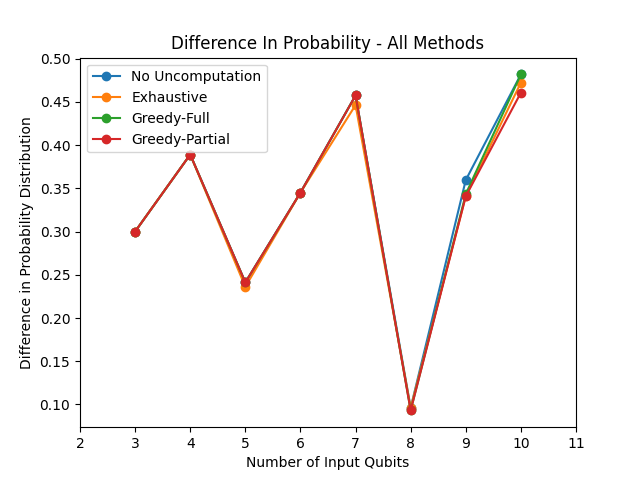 Difference In Probability - All Methods
No Uncomputation
Exhaustive
Greedy-Full
Greedy-Partial
Difference in Probability Distribution
0.50
0.45
0.40
0.35
0.30
0.25
0.20
0.15
0.10
2 3 4 5 6 7 8 9 10 11
Number of Input Qubits